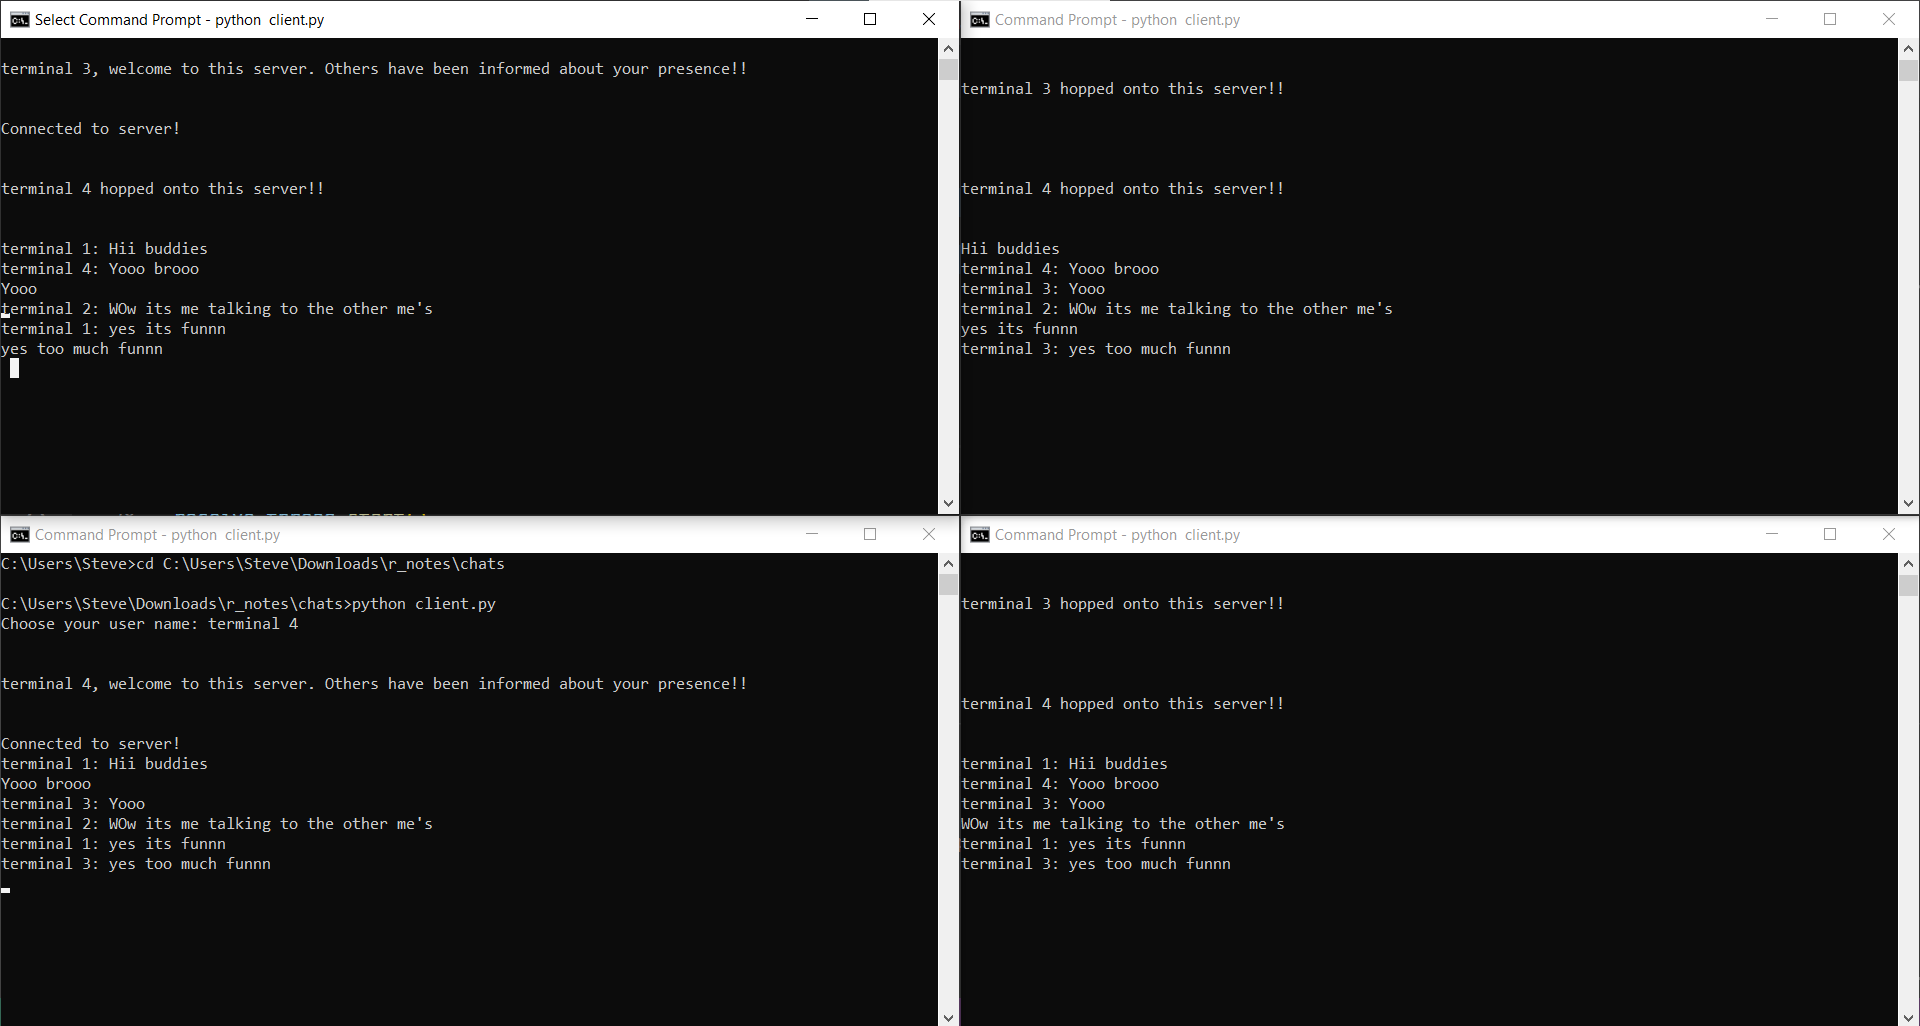 Select Command Prompt - python  client.py
terminal 3, welcome to this server. Others have been informed about your presence!!
Connected to server!
terminal 4 hopped onto this server!!
terminal 1: Hii buddies
terminal 4: Yooo brooo
Yooo
terminal 2: WOw its me talking to the other me's
terminal 1: yes its funnn
yes too much funnn
Command Prompt - python  client.py
terminal 3 hopped onto this server!!
terminal 4 hopped onto this server!!
Hii buddies
terminal 4: Yooo brooo
terminal 3: Yooo
terminal 2: WOw its me talking to the other me's
yes its funnn
terminal 3: yes too much funnn
Command Prompt - python  client.py
C:\Users\Steve>cd C:\Users\Steve\Downloads\r_notes\chats
C:\Users\Steve\Downloads\r_notes\chats>python client.py
Choose your user name: terminal 4
terminal 4, welcome to this server. Others have been informed about your presence!!
Connected to server!
terminal 1: Hii buddies
Yooo brooo
terminal 3: Yooo
terminal 2: WOw its me talking to the other me's
terminal 1: yes its funnn
terminal 3: yes too much funnn
Command Prompt - python  client.py
terminal 3 hopped onto this server!!
terminal 4 hopped onto this server!!
terminal 1: Hii buddies
terminal 4: Yooo brooo
terminal 3: Yooo
WOw its me talking to the other me's
terminal 1: yes its funnn
terminal 3: yes too much funnn